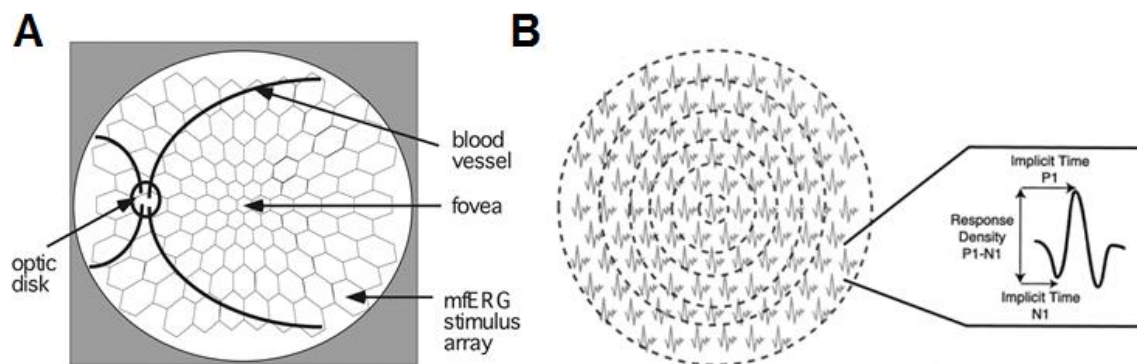 A
blood
vessel
fovea
optic
disk
mfERG
stimulus
array
B
Implicit Time
P1
Response
Density
P1-N1
Implicit Time
N1